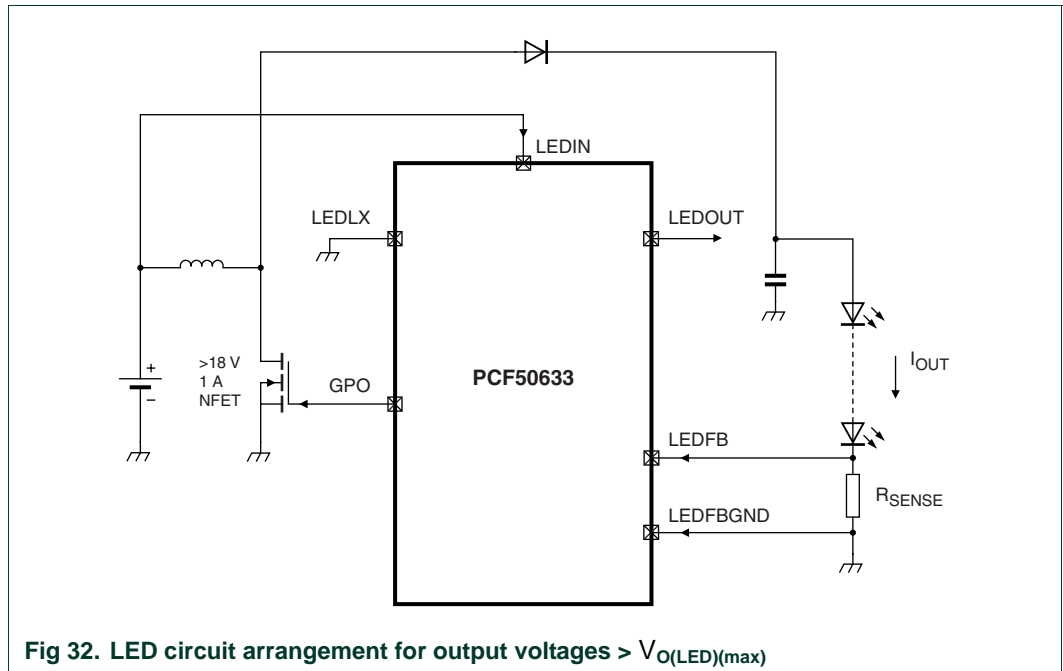 LEDIN
LEDLX
LEDOUT
+
−
>18 V
1 A
NFET
GPO
PCF50633
IOUT
LEDFB
RSENSE
LEDFBGND
Fig 32. LED circuit arrangement for output voltages > VO(LED)(max)